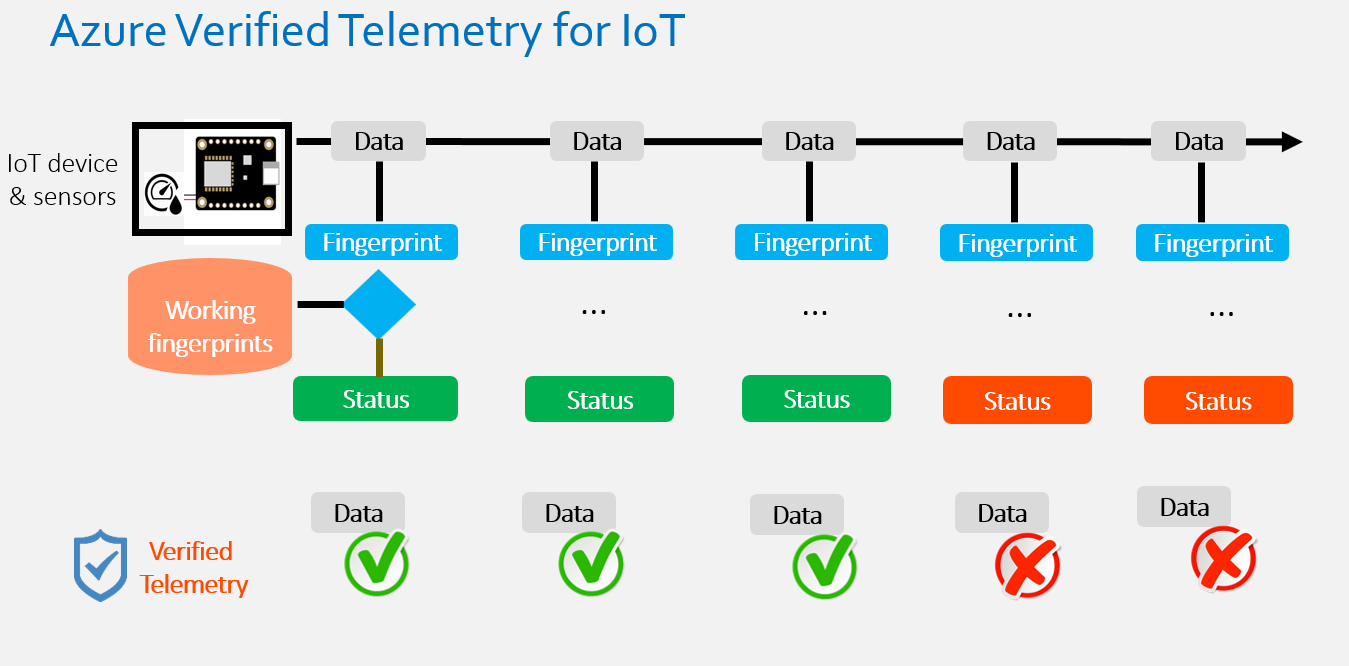 Azure Verified Telemetry for IoT
IoT device
& sensors
Data
Data
Data
Data
Data
Fingerprint
Fingerprint
Fingerprint
Fingerprint
Fingerprint
Working
fingerprints
...
...
...
...
Status
Status
Status
Status
Status
Verified
Telemetry
Data
Data
Data
Data
Data